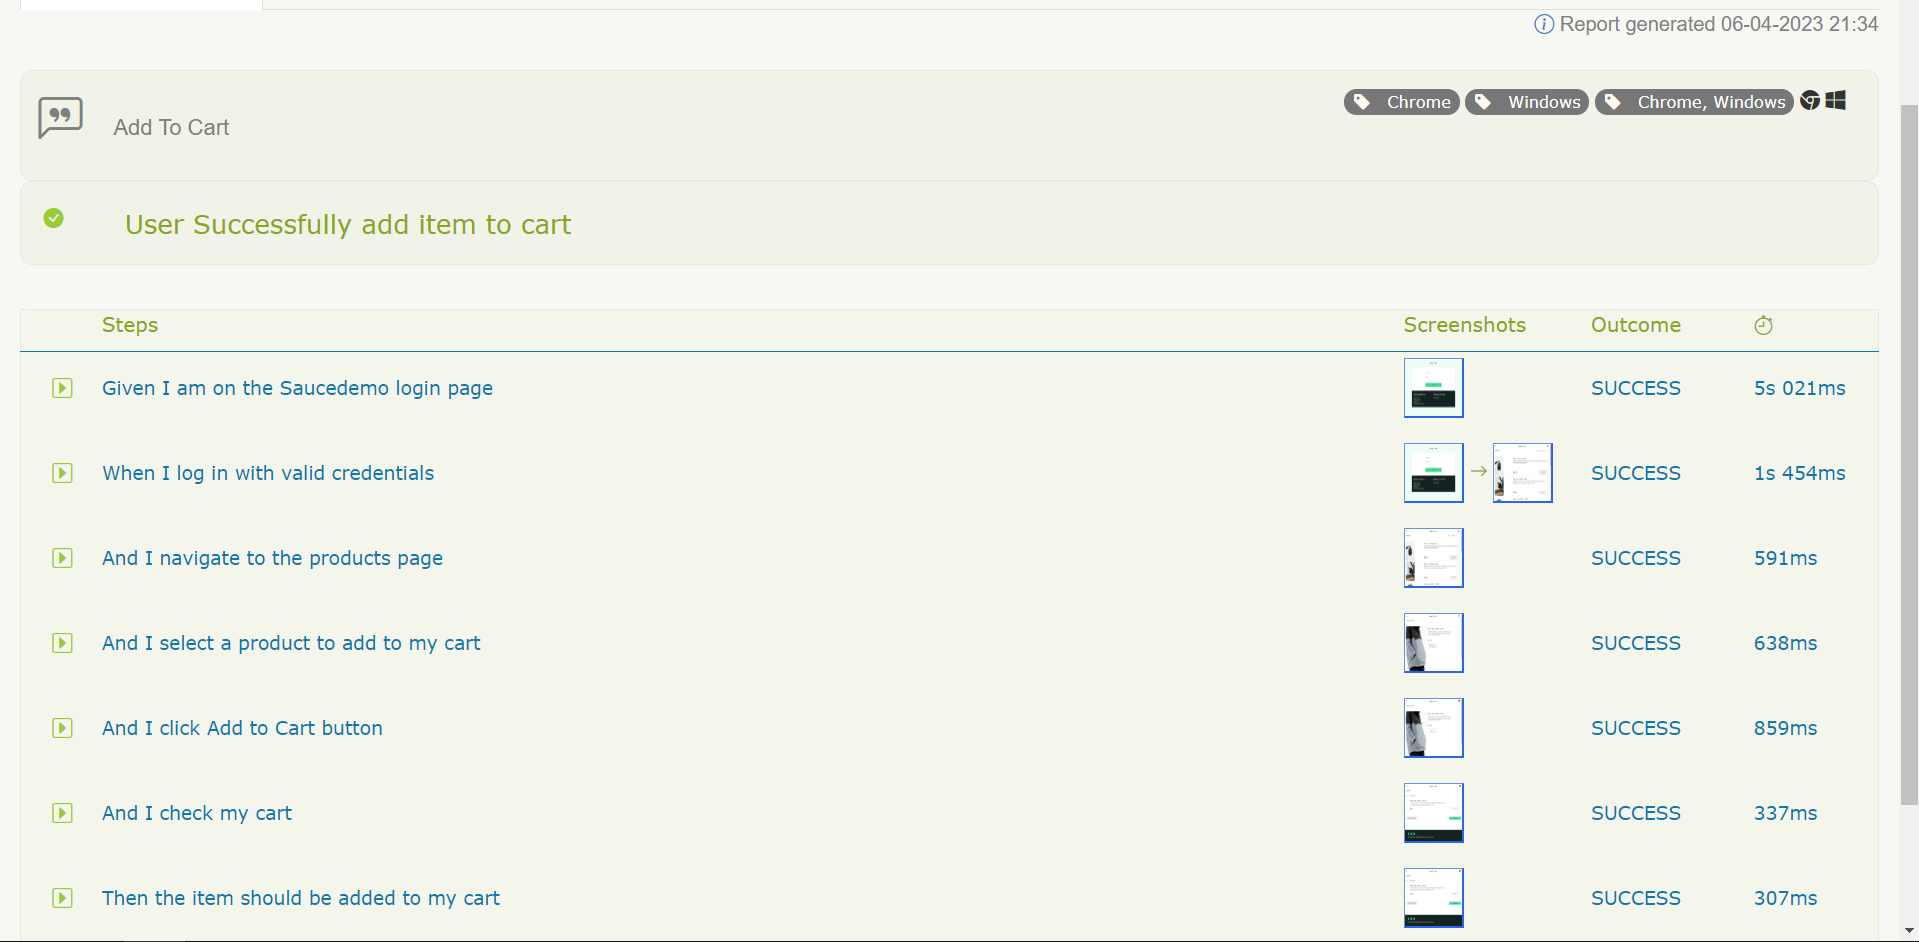 Report generated 06-04-2023 21:34
Add To Cart
Chrome Windows Chrome, Windows
User Successfully add item to cart
Steps Screenshots Outcome
Given I am on the Saucedemo login page SUCCESS 5s 021ms
When I log in with valid credentials SUCCESS 1s 454ms
And I navigate to the products page SUCCESS 591ms
And I select a product to add to my cart SUCCESS 638ms
And I click Add to Cart button SUCCESS 859ms
And I check my cart SUCCESS 337ms
Then the item should be added to my cart SUCCESS 307ms